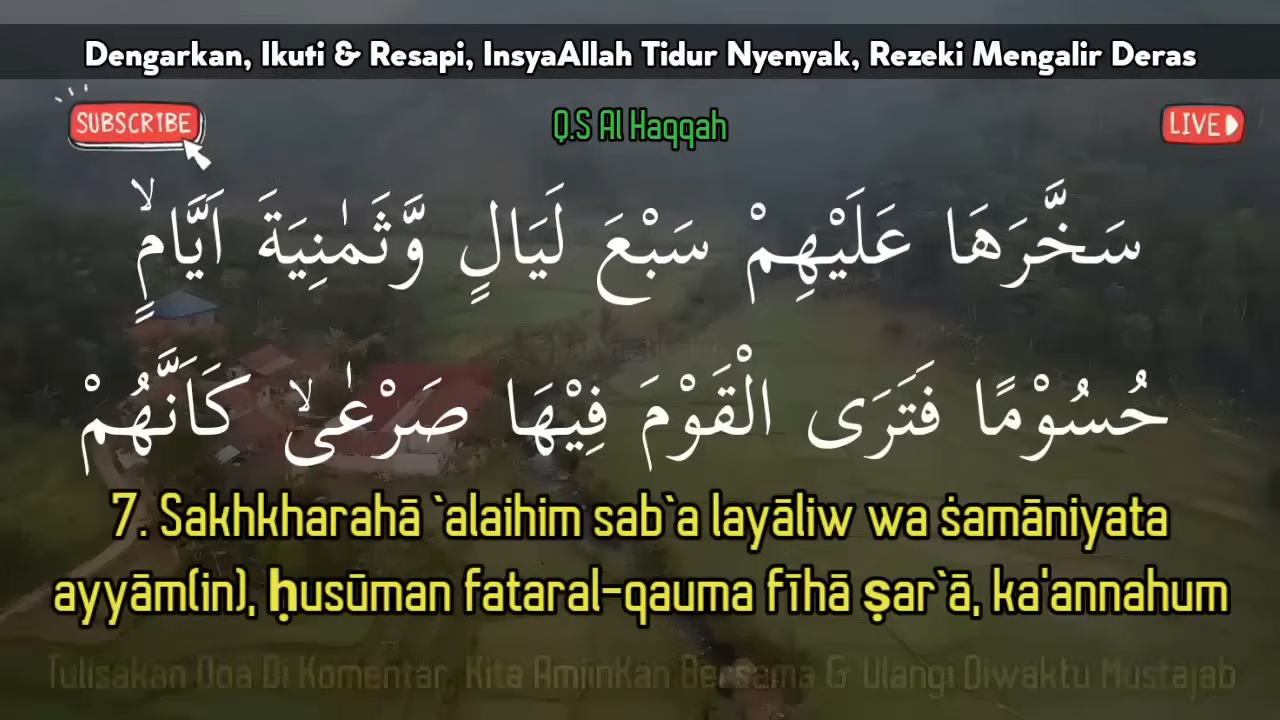 Dengarkan, Ikuti & Resapi, InsyaAllah Tidur Nyenyak, Rezeki Mengalir Deras
SUBSCRIBE
Q.S Al Haqqah
LIVE
سَخَّرَهَا عَلَيْهِمْ سَبْعَ لَيَالٍ وَّثَمٰنِيَةَ اَيَّامٍۙ
حُسُوْمًا فَتَرَى الْقَوْمَ فِيْهَا صَرْعٰىۙ كَاَنَّهُمْ
7. Sakhkharahā `alaihim sab`a layāliw wa ṡamāniyata
ayyām(in), ḥusūman fataral-qauma fīhā ṣar`ā, ka'annahum
Tulisakan Doa Di Komentar, Kita AmiinKan Bersama & Ulangi Diwaktu Mustajab